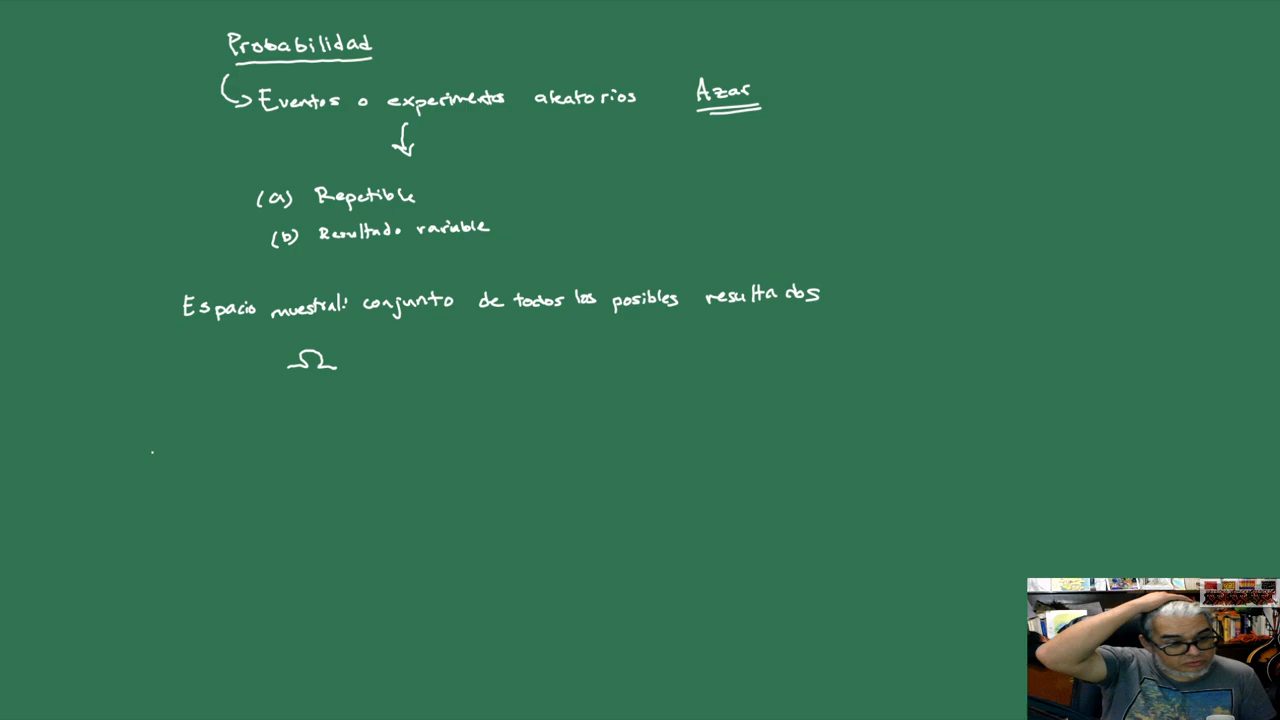 Probabilidad
Eventos o experimentos aleatorios Azar
(a) Repetible
(b) Resultado variable
Espacio muestral: conjunto de todos los posibles resultados
Ω